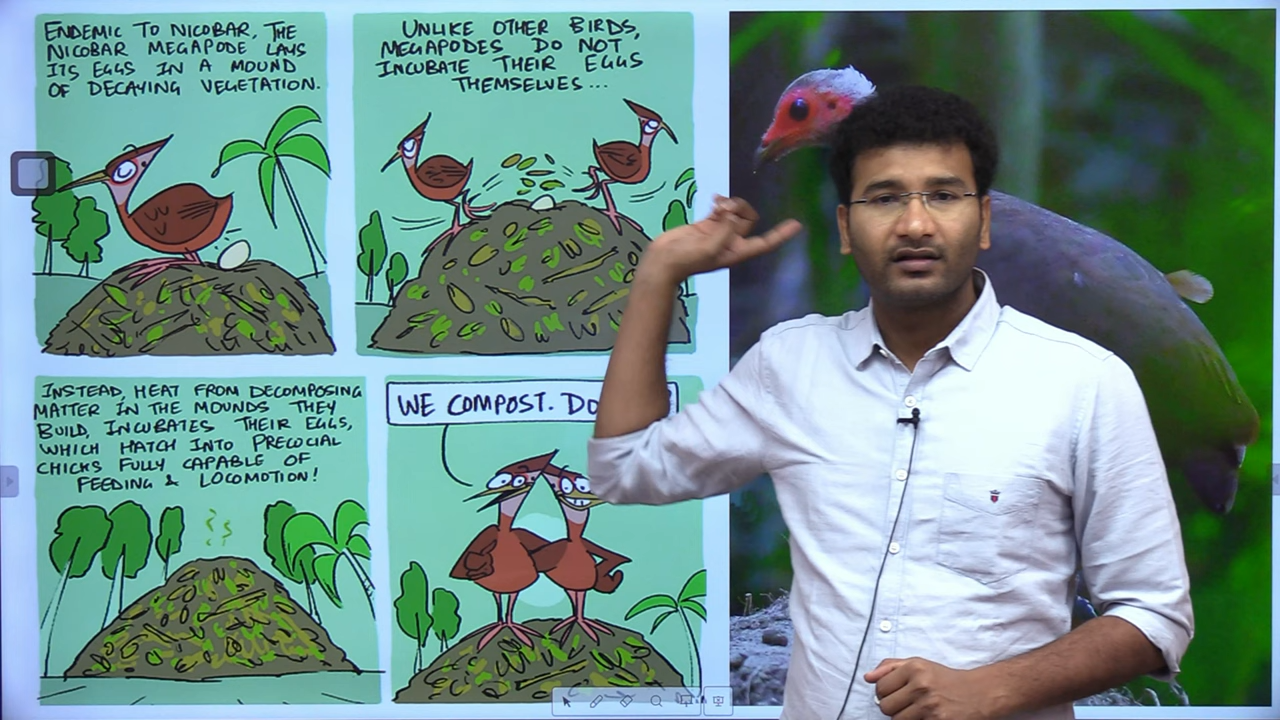 ENDEMIC TO NICOBAR, THE
NICOBAR MEGAPODE LAYS
ITS EGGS IN A MOUND
OF DECAYING VEGETATION.
UNLIKE OTHER BIRDS,
MEGAPODES DO NOT
INCUBATE THEIR EGGS
THEMSELVES...
INSTEAD, HEAT FROM DECOMPOSING
MATTER IN THE MOUNDS THEY
BUILD, INCUBATES THEIR EGGS,
WHICH HATCH INTO PRECOCIAL
CHICKS FULLY CAPABLE OF
FEEDING & LOCOMOTION!
WE COMPOST. DO